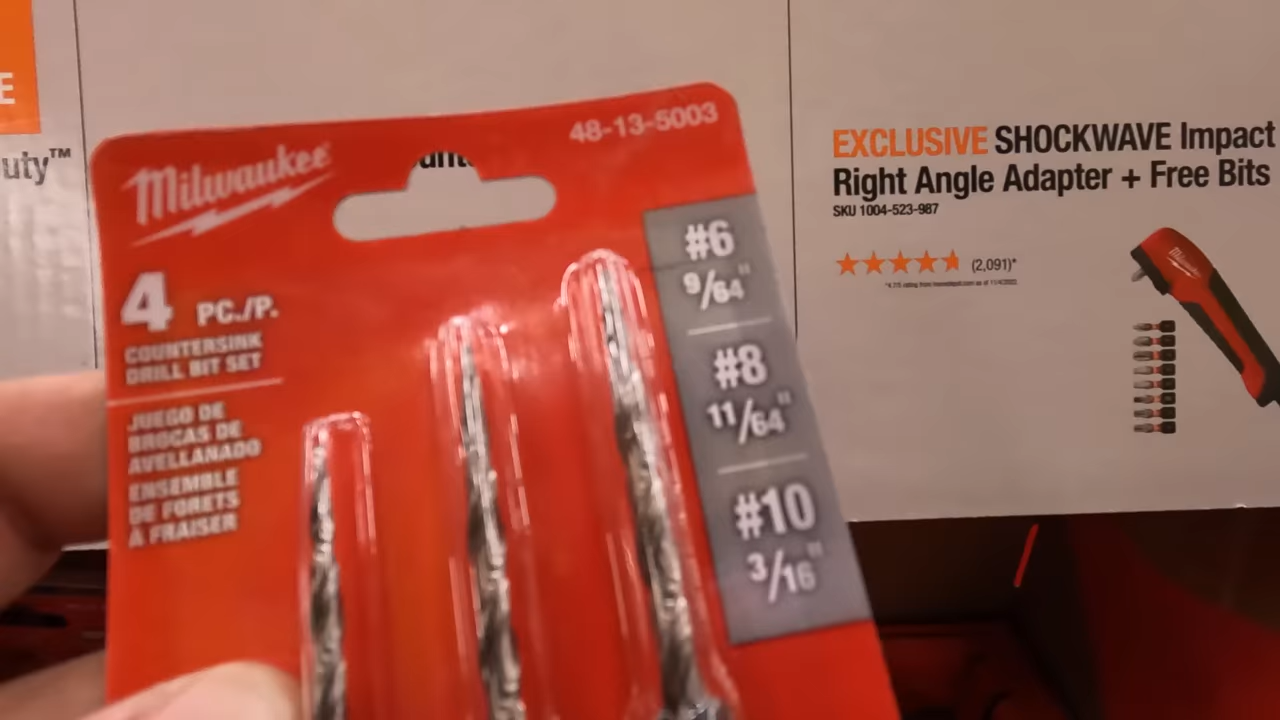 E
uty™
Milwaukee
48-13-5003
4 PC./P.
COUNTERSINK
DRILL BIT SET
JUEGO DE
BROCAS DE
AVELLANADO
ENSEMBLE
DE FORETS
À FRAISER
#6
9/64"
#8
11/64"
#10
3/16"
EXCLUSIVE SHOCKWAVE Impact
Right Angle Adapter + Free Bits
SKU 1004-523-987
(2,091)*
Milwaukee